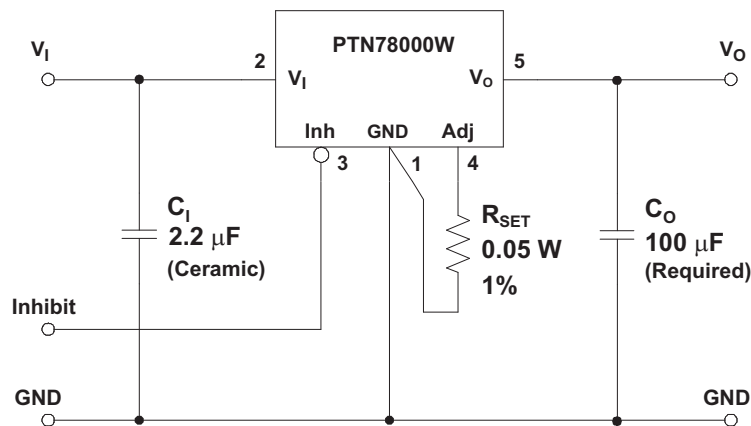 PTN78000W
V_I
2
V_I
V_O
5
V_O
Inh
GND
Adj
3
1
4
C_I
2.2 μF
(Ceramic)
R_SET
0.05 W
1%
C_O
100 μF
(Required)
Inhibit
GND
GND